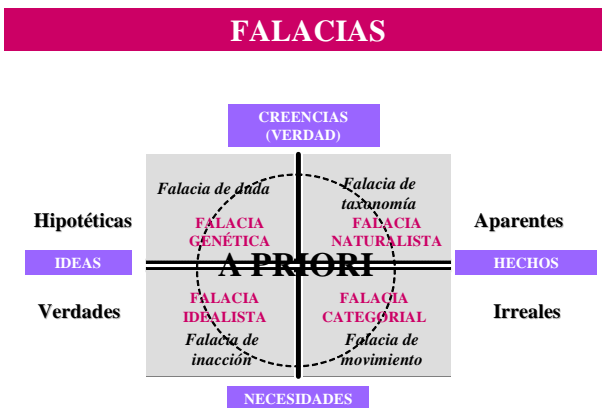 FALACIAS
CREENCIAS
(VERDAD)
Falacia de duda
Falacia de
taxonomía
Hipotéticas
FALACIA
GENÉTICA
FALACIA
NATURALISTA
Aparentes
IDEAS
A PRIORI
HECHOS
Verdades
FALACIA
IDEALISTA
FALACIA
CATEGORIAL
Irreales
Falacia de
inacción
Falacia de
movimiento
NECESIDADES